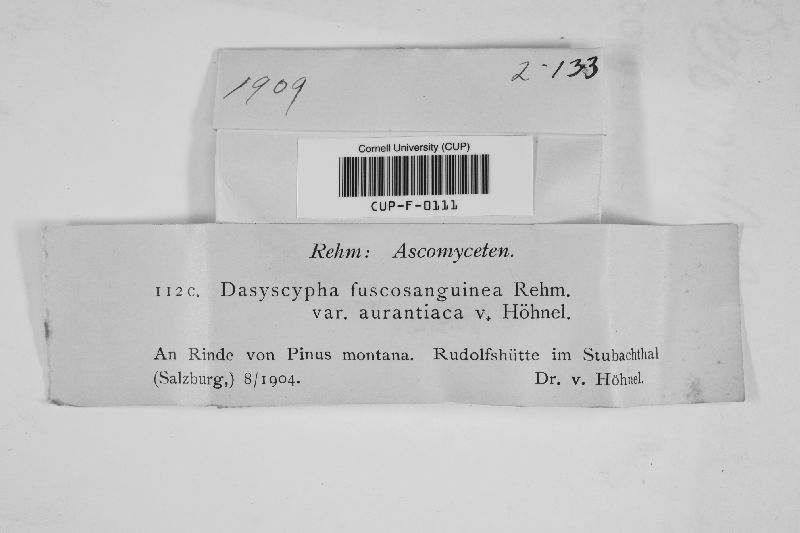 1909
2-133
Cornell University (CUP)
CUP-F-0111
Rehm: Ascomyceten.
112c. Dasyscypha fuscosanguinea Rehm.
var. aurantiaca v. Höhnel.
An Rinde von Pinus montana. Rudolfshütte im Stubachthal
(Salzburg,) 8/1904. Dr. v. Höhnel.